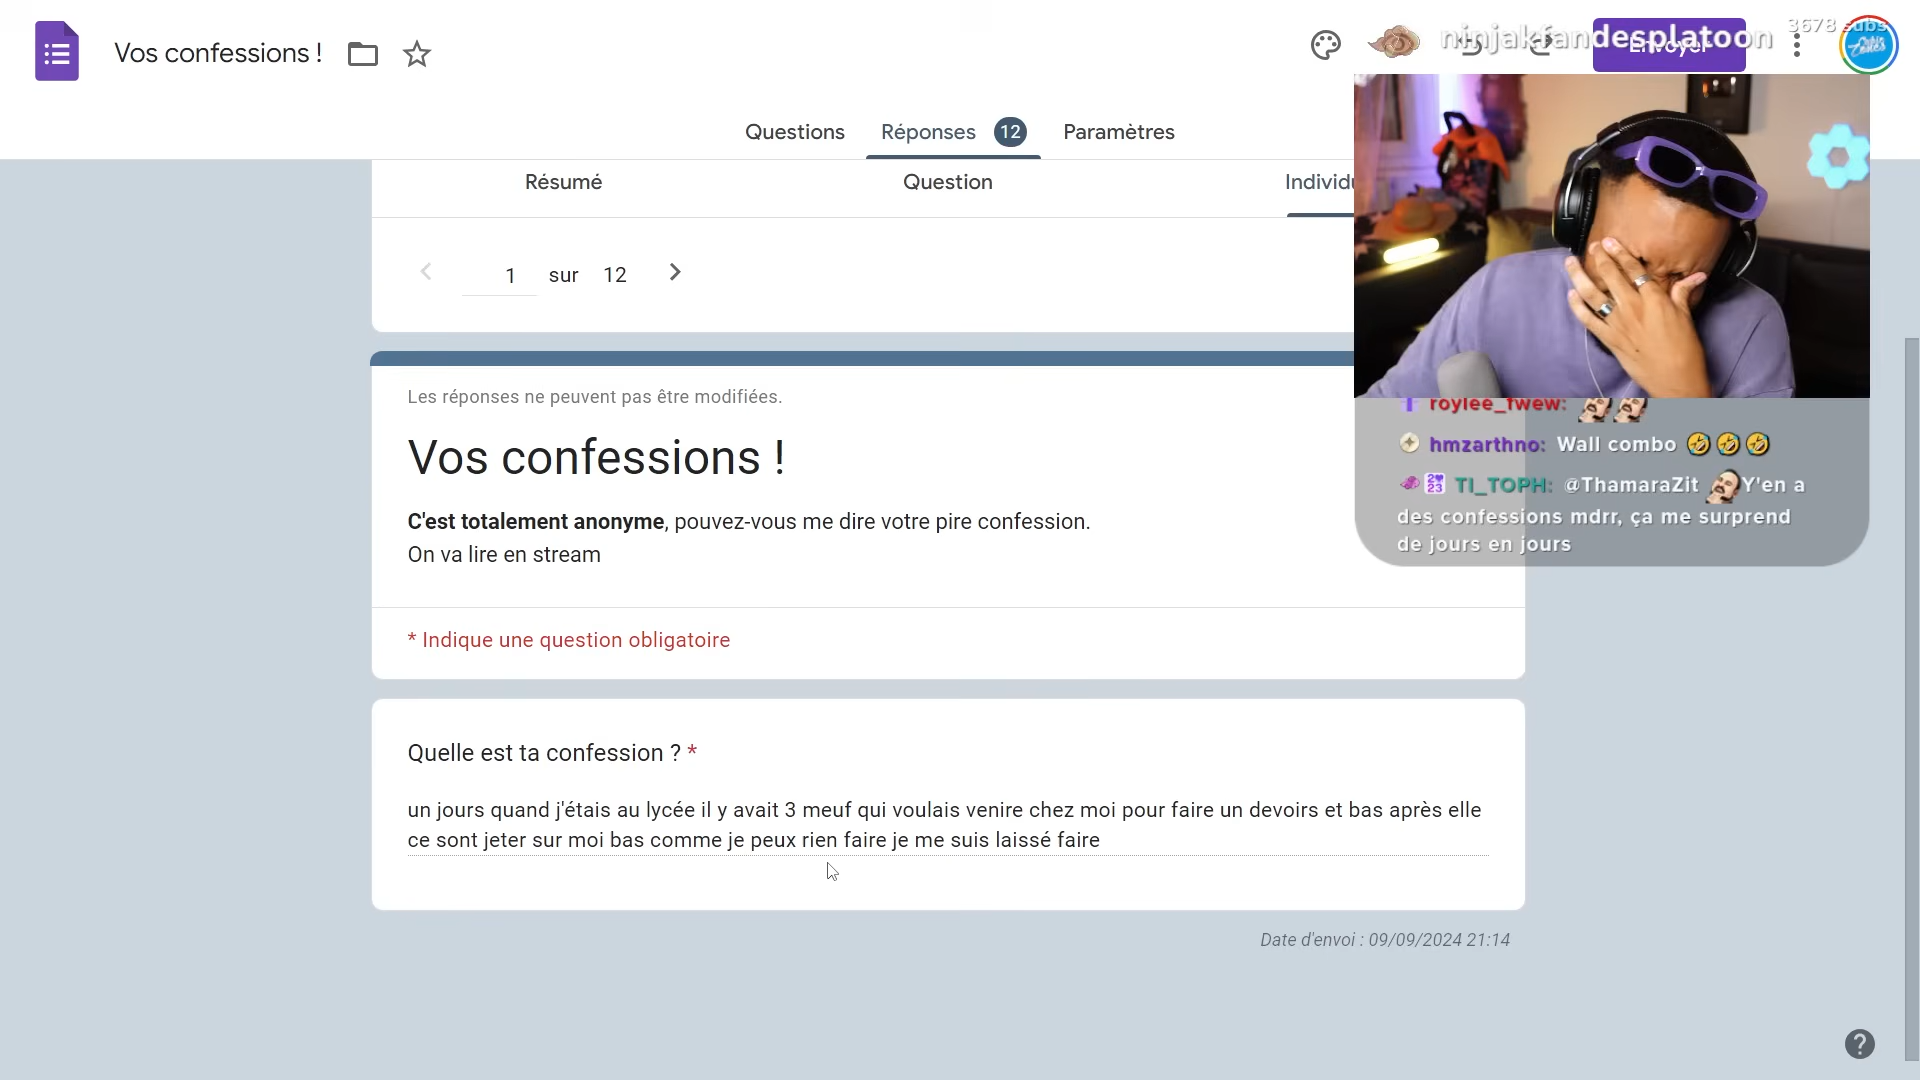 Vos confessions !
ninjakfandesplatoon
3678 subs
Questions
Réponses 12
Paramètres
Résumé
Question
1 sur 12
Les réponses ne peuvent pas être modifiées.
Vos confessions !
C'est totalement anonyme, pouvez-vous me dire votre pire confession.
On va lire en stream
* Indique une question obligatoire
roylee_fwew:
hmzarthno: Wall combo 🤣🤣🤣
TI_TOPH: @ThamaraZit Y'en a
des confessions mdrr, ça me surprend
de jours en jours
Quelle est ta confession ? *
un jours quand j'étais au lycée il y avait 3 meuf qui voulais venire chez moi pour faire un devoirs et bas après elle
ce sont jeter sur moi bas comme je peux rien faire je me suis laissé faire
Date d'envoi : 09/09/2024 21:14